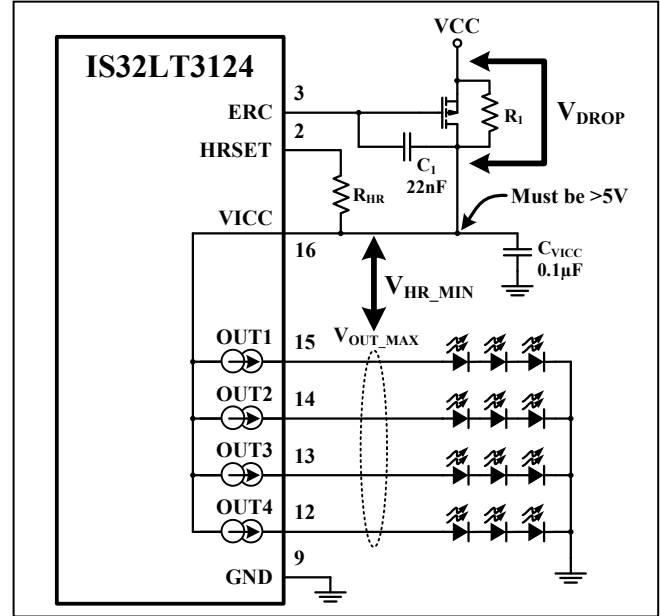 VCC
IS32LT3124
3
ERC
R1
VDROP
2
HRSET
C1
22nF
RHR
Must be >5V
VICC
16
CVICC
0.1µF
VHR_MIN
VOUT_MAX
OUT1
15
OUT2
14
OUT3
13
OUT4
12
9
GND